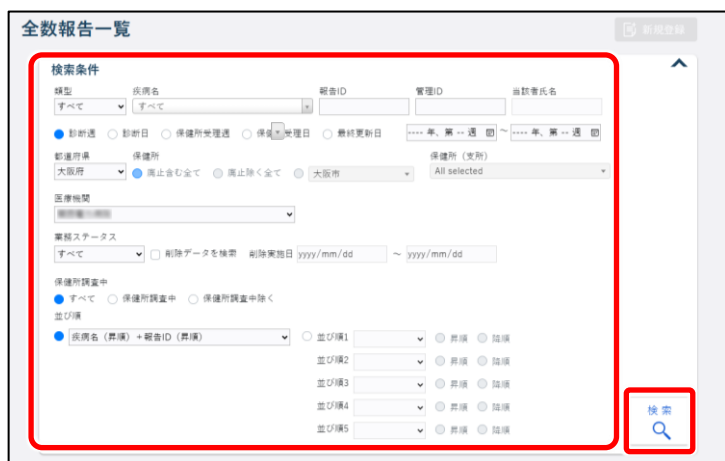 全数報告一覧
新規登録
検索条件
類型 疾病名 報告ID 管理ID 当該者氏名
すべて すべて
診断週 診断日 保健所受理週 保健 受理日 最終更新日 ---- 年、第 -- 週 ~ ---- 年、第 -- 週
都道府県 保健所 保健所（支所）
大阪府 廃止含む全て 廃止除く全て 大阪市 All selected
医療機関
業務ステータス
すべて 削除データを検索 削除実施日 yyyy/mm/dd ~ yyyy/mm/dd
保健所調査中
すべて 保健所調査中 保健所調査中除く
並び順
疾病名（昇順）+報告ID（昇順） 並び順1 昇順 降順
並び順2 昇順 降順
並び順3 昇順 降順
並び順4 昇順 降順
並び順5 昇順 降順
検索